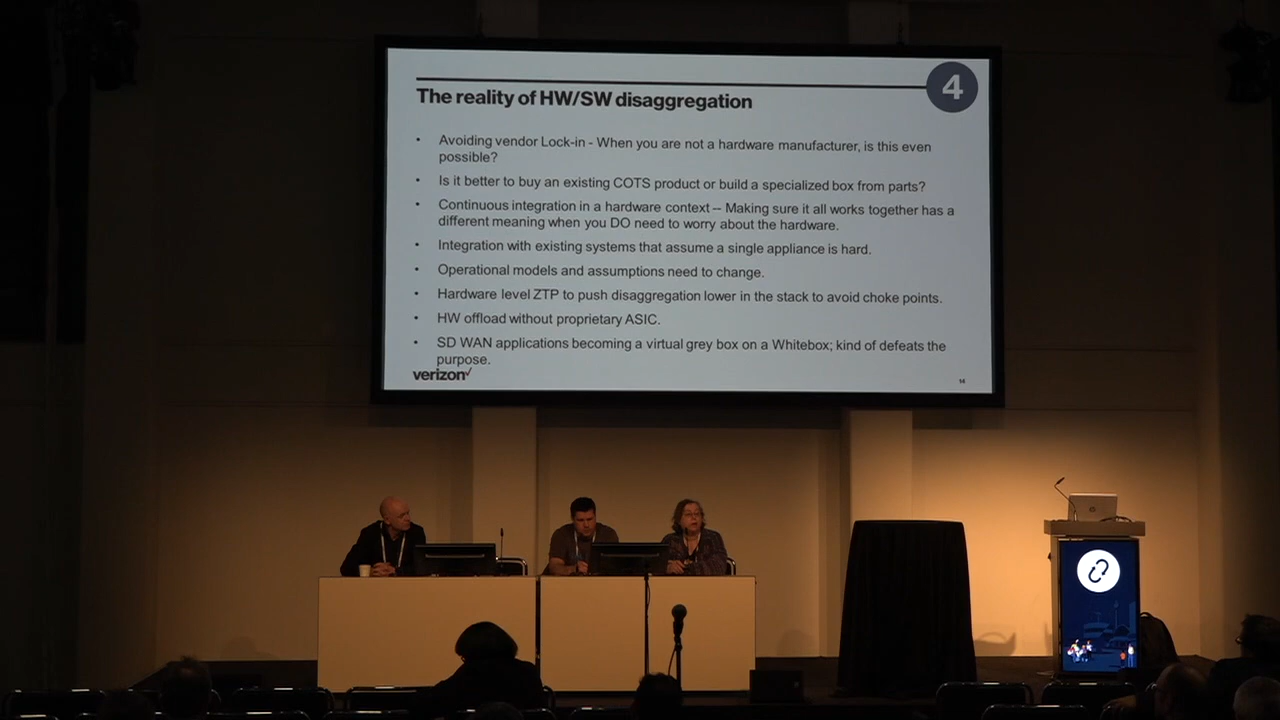 4
The reality of HW/SW disaggregation
• Avoiding vendor Lock-in - When you are not a hardware manufacturer, is this even
possible?
• Is it better to buy an existing COTS product or build a specialized box from parts?
• Continuous integration in a hardware context – Making sure it all works together has a
different meaning when you DO need to worry about the hardware.
• Integration with existing systems that assume a single appliance is hard.
• Operational models and assumptions need to change.
• Hardware level ZTP to push disaggregation lower in the stack to avoid choke points.
• HW offload without proprietary ASIC.
• SD WAN applications becoming a virtual grey box on a Whitebox; kind of defeats the
purpose.
verizon✓
14